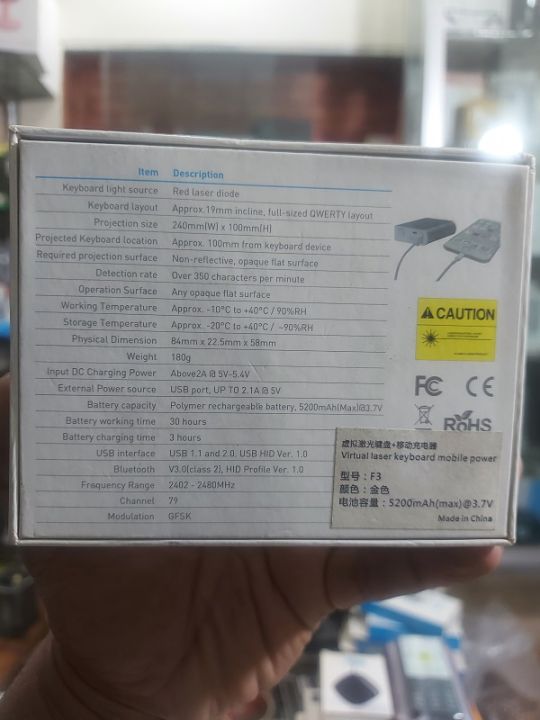 Item Description
Keyboard light source Red laser diode
Keyboard layout Approx.19mm incline, full-sized QWERTY layout
Projection size 240mm(W) x 100mm(H)
Projected Keyboard location Approx. 100mm from keyboard device
Required projection surface Non-reflective, opaque flat surface
Detection rate Over 350 characters per minute
Operation Surface Any opaque flat surface
Working Temperature Approx. -10°C to +40°C / 90%RH
Storage Temperature Approx. -20°C to +40°C / ~90%RH
Physical Dimension 84mm x 22.5mm x 58mm
Weight 180g
Input DC Charging Power Above2A @ 5V-5.4V
External Power source USB port, UP TO 2.1A @ 5V
Battery capacity Polymer rechargeable battery, 5200mAh(Max)@3.7V
Battery working time 30 hours
Battery charging time 3 hours
USB interface USB 1.1 and 2.0, USB HID Ver. 1.0
Bluetooth V3.0(class 2), HID Profile Ver. 1.0
Frequency Range 2402 - 2480MHz
Channel 79
Modulation GFSK
CAUTION
FC CE
RoHS
虚拟激光键盘+移动充电器
Virtual laser keyboard mobile power
型号：F3
颜色：金色
电池容量：5200mAh(max)@3.7V
Made in China